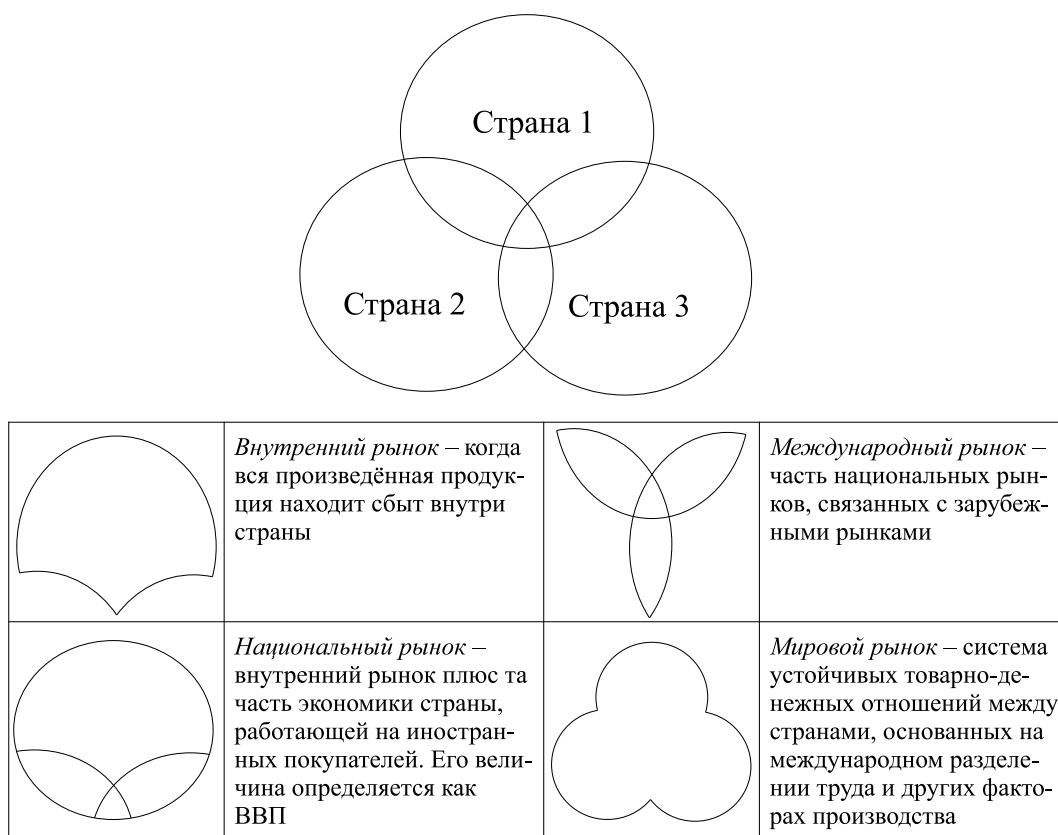 Страна 1
Страна 2
Страна 3
Внутренний рынок – когда
вся произведённая продук-
ция находит сбыт внутри
страны
Международный рынок –
часть национальных рын-
ков, связанных с зарубеж-
ными рынками
Национальный рынок –
внутренний рынок плюс та
часть экономики страны,
работающей на иностран-
ных покупателей. Его вели-
чина определяется как
ВВП
Мировой рынок – система
устойчивых товарно-де-
нежных отношений между
странами, основанных на
международном разделе-
нии труда и других факто-
рах производства